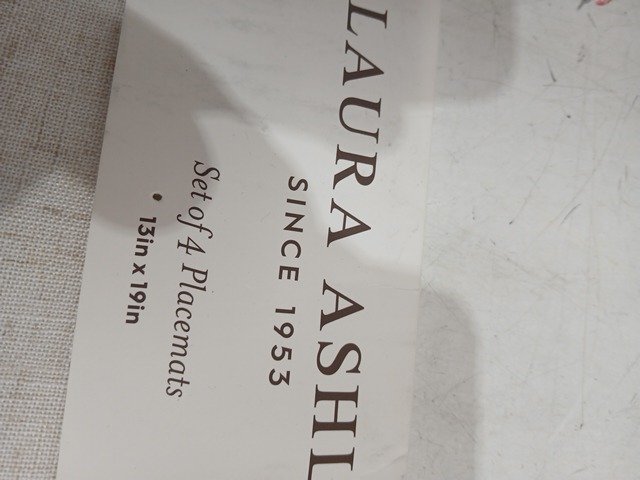 LAURA ASHL
SINCE 1953
Set of 4 Placemats
• 13in x 19in